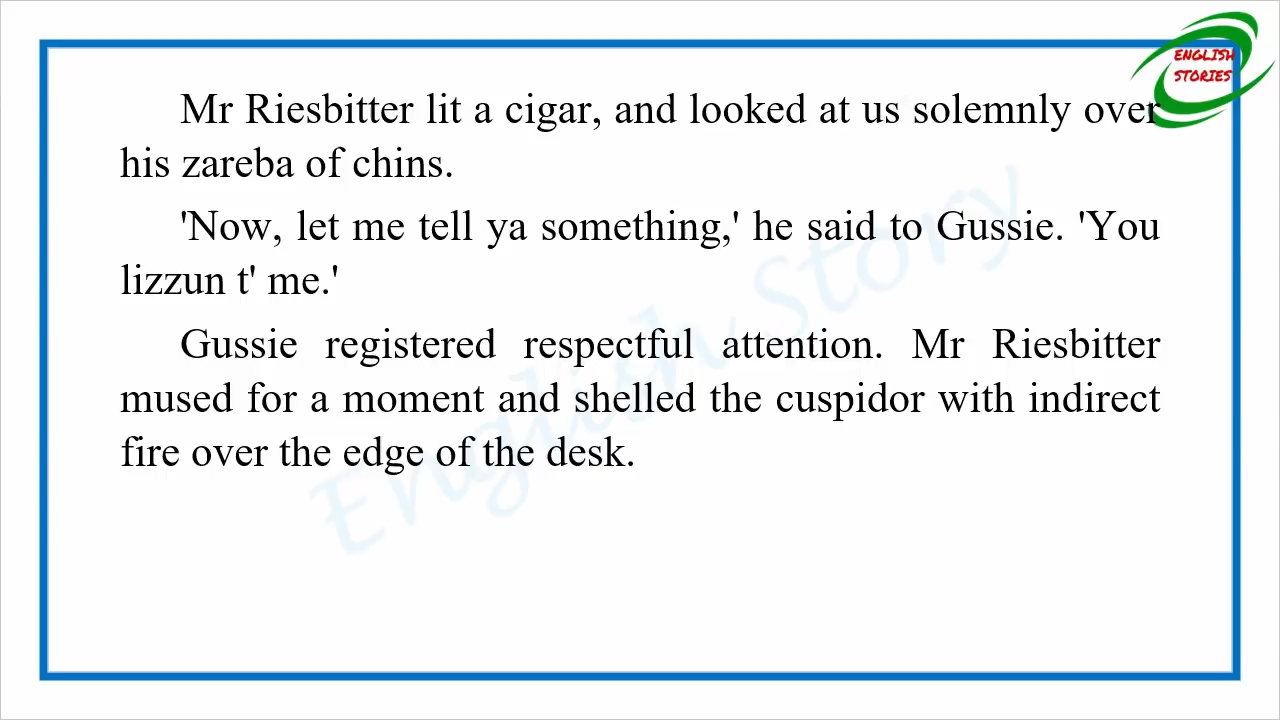 ENGLISH
STORIES
Mr Riesbitter lit a cigar, and looked at us solemnly over
his zareba of chins.
'Now, let me tell ya something,' he said to Gussie. 'You
lizzun t' me.'
Gussie registered respectful attention. Mr Riesbitter
mused for a moment and shelled the cuspidor with indirect
fire over the edge of the desk.
English Story